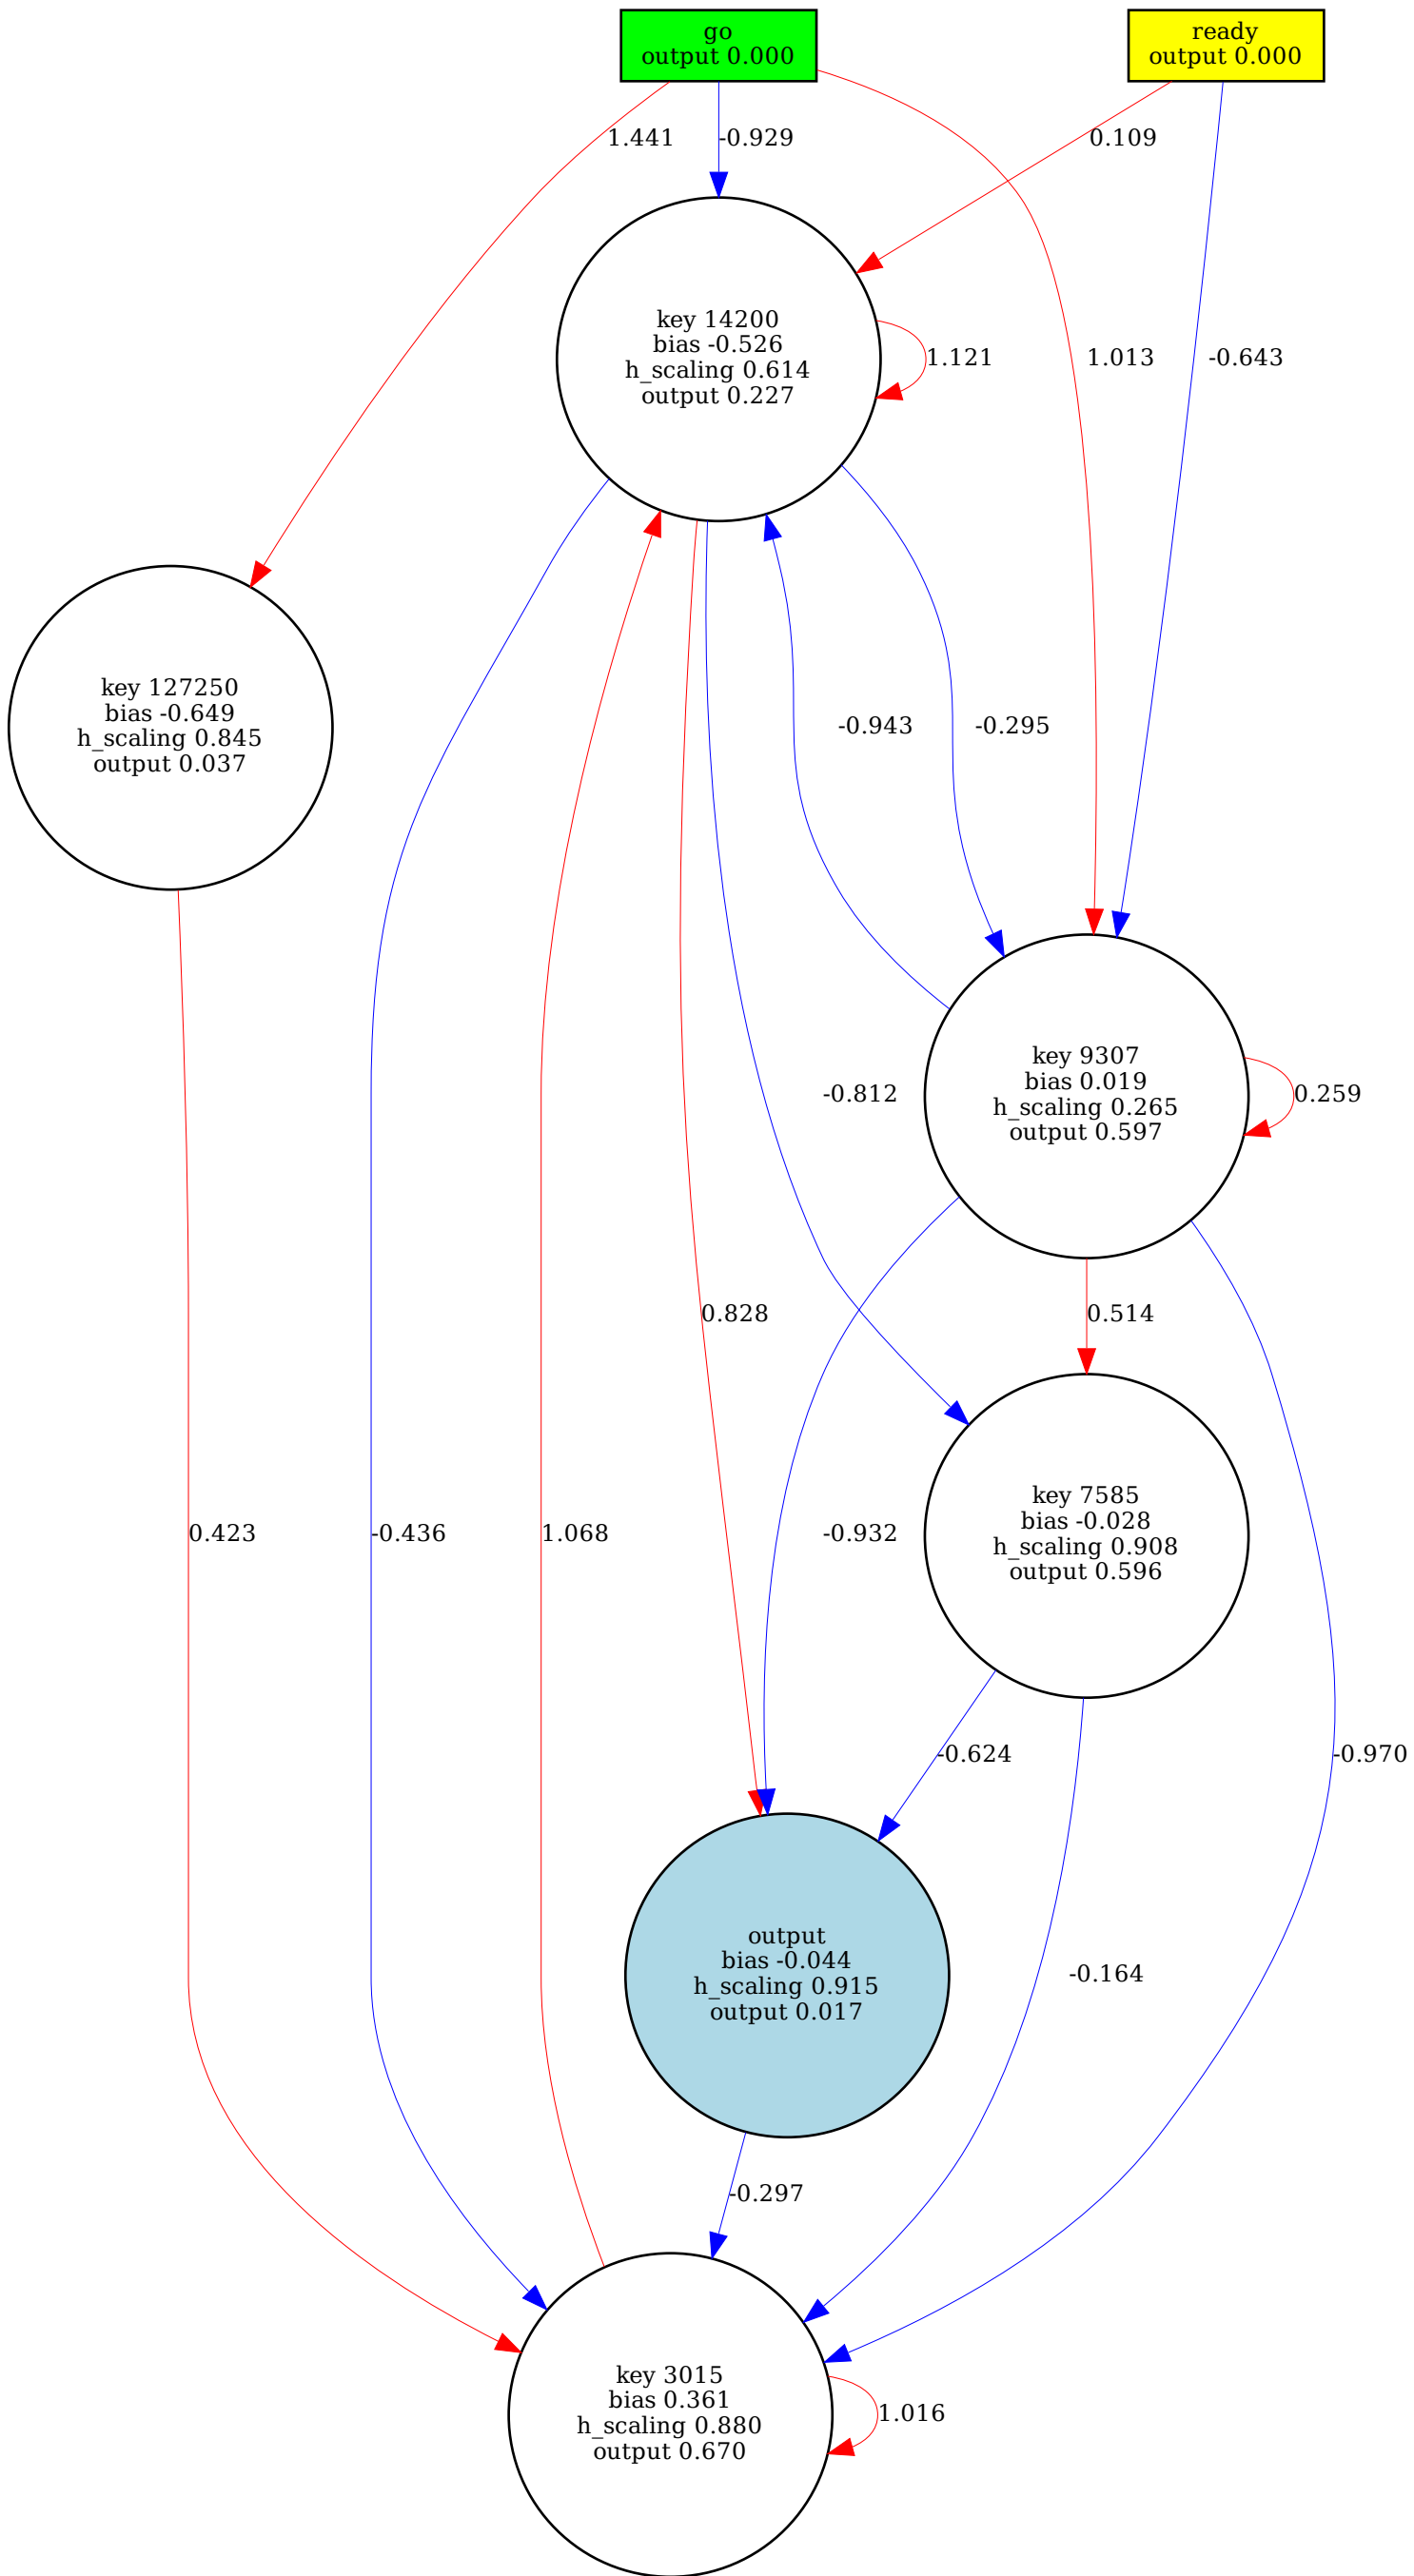 go
output 0.000
ready
output 0.000
1.441
-0.929
0.109
key 14200
bias -0.526
h_scaling 0.614
output 0.227
1.121
1.013
-0.643
key 127250
bias -0.649
h_scaling 0.845
output 0.037
-0.943
-0.295
key 9307
bias 0.019
h_scaling 0.265
output 0.597
-0.812
0.259
0.828
0.514
key 7585
bias -0.028
h_scaling 0.908
output 0.596
0.423
-0.436
1.068
-0.932
-0.624
-0.970
output
bias -0.044
h_scaling 0.915
output 0.017
-0.164
-0.297
key 3015
bias 0.361
h_scaling 0.880
output 0.670
1.016